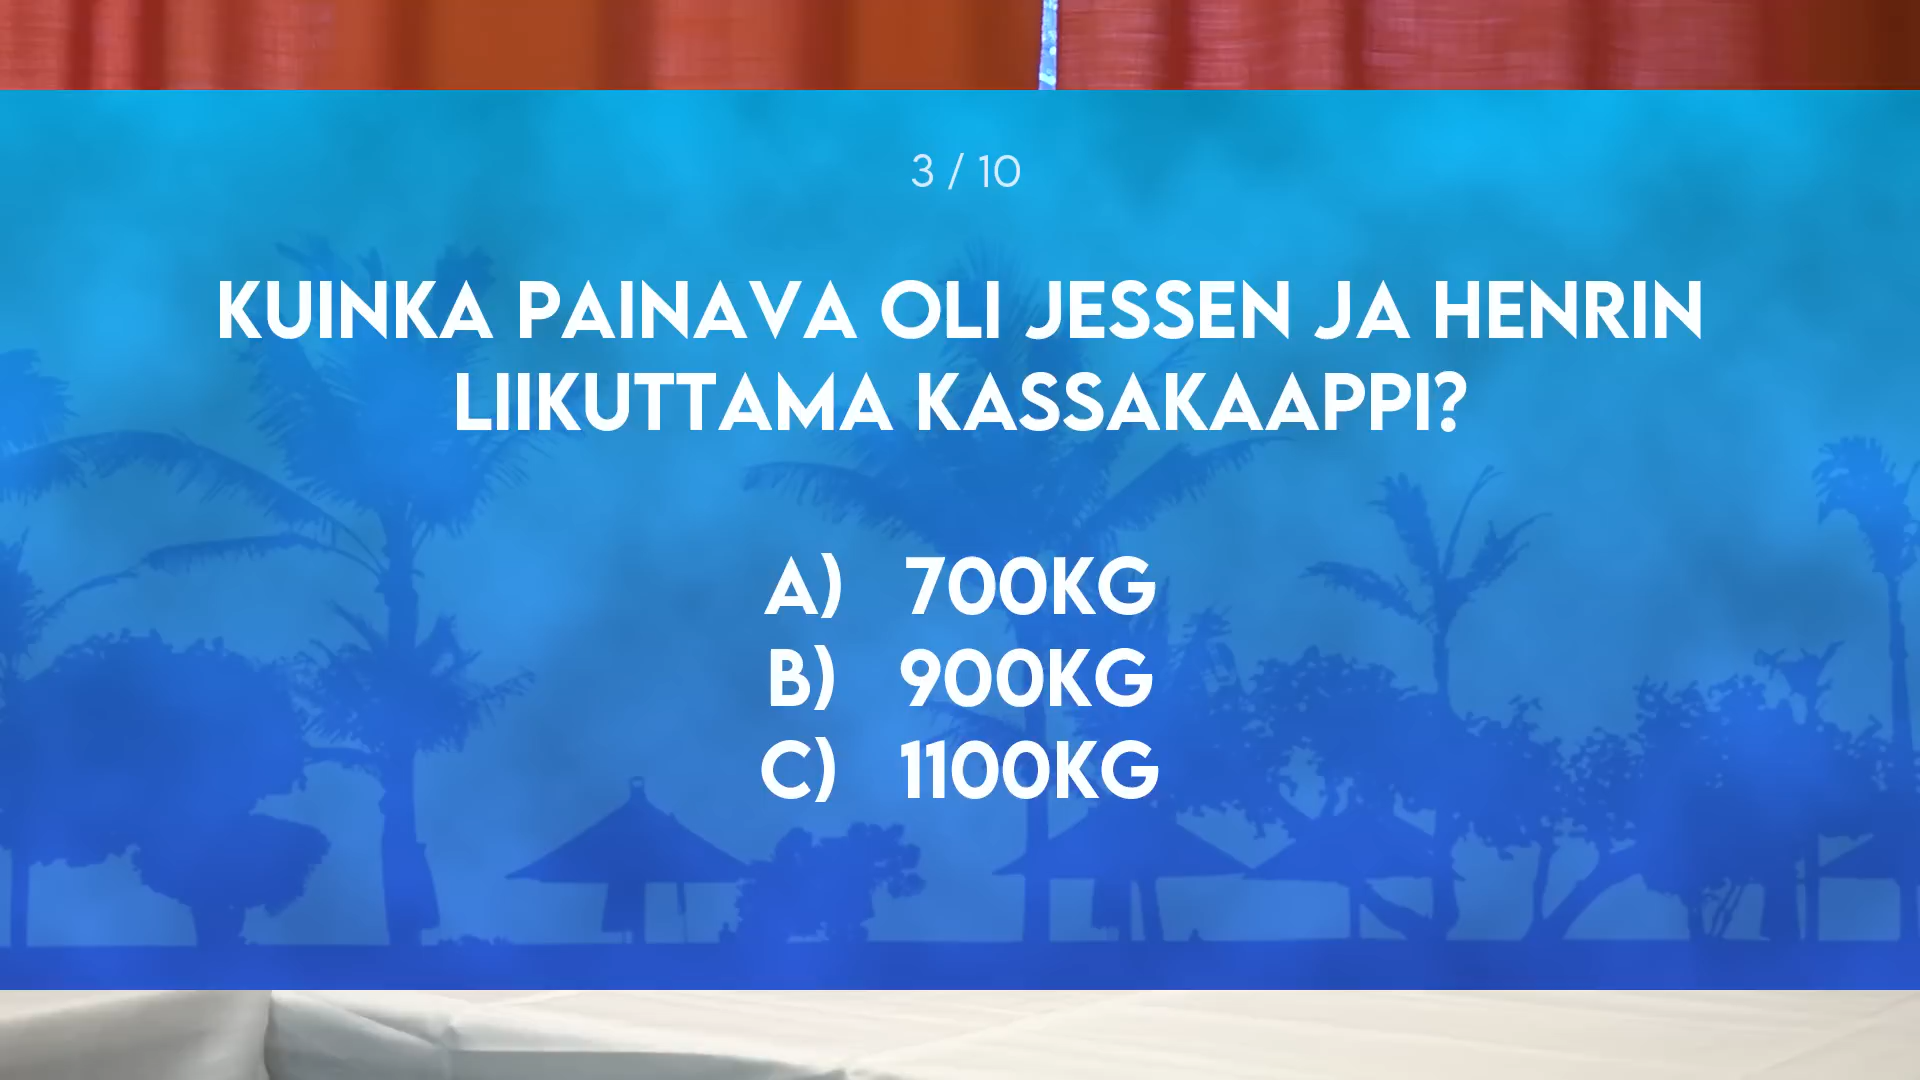 3 / 10
KUINKA PAINAVA OLI JESSEN JA HENRIN
LIIKUTTAMA KASSAKAAPPI?
A) 700KG
B) 900KG
C) 1100KG